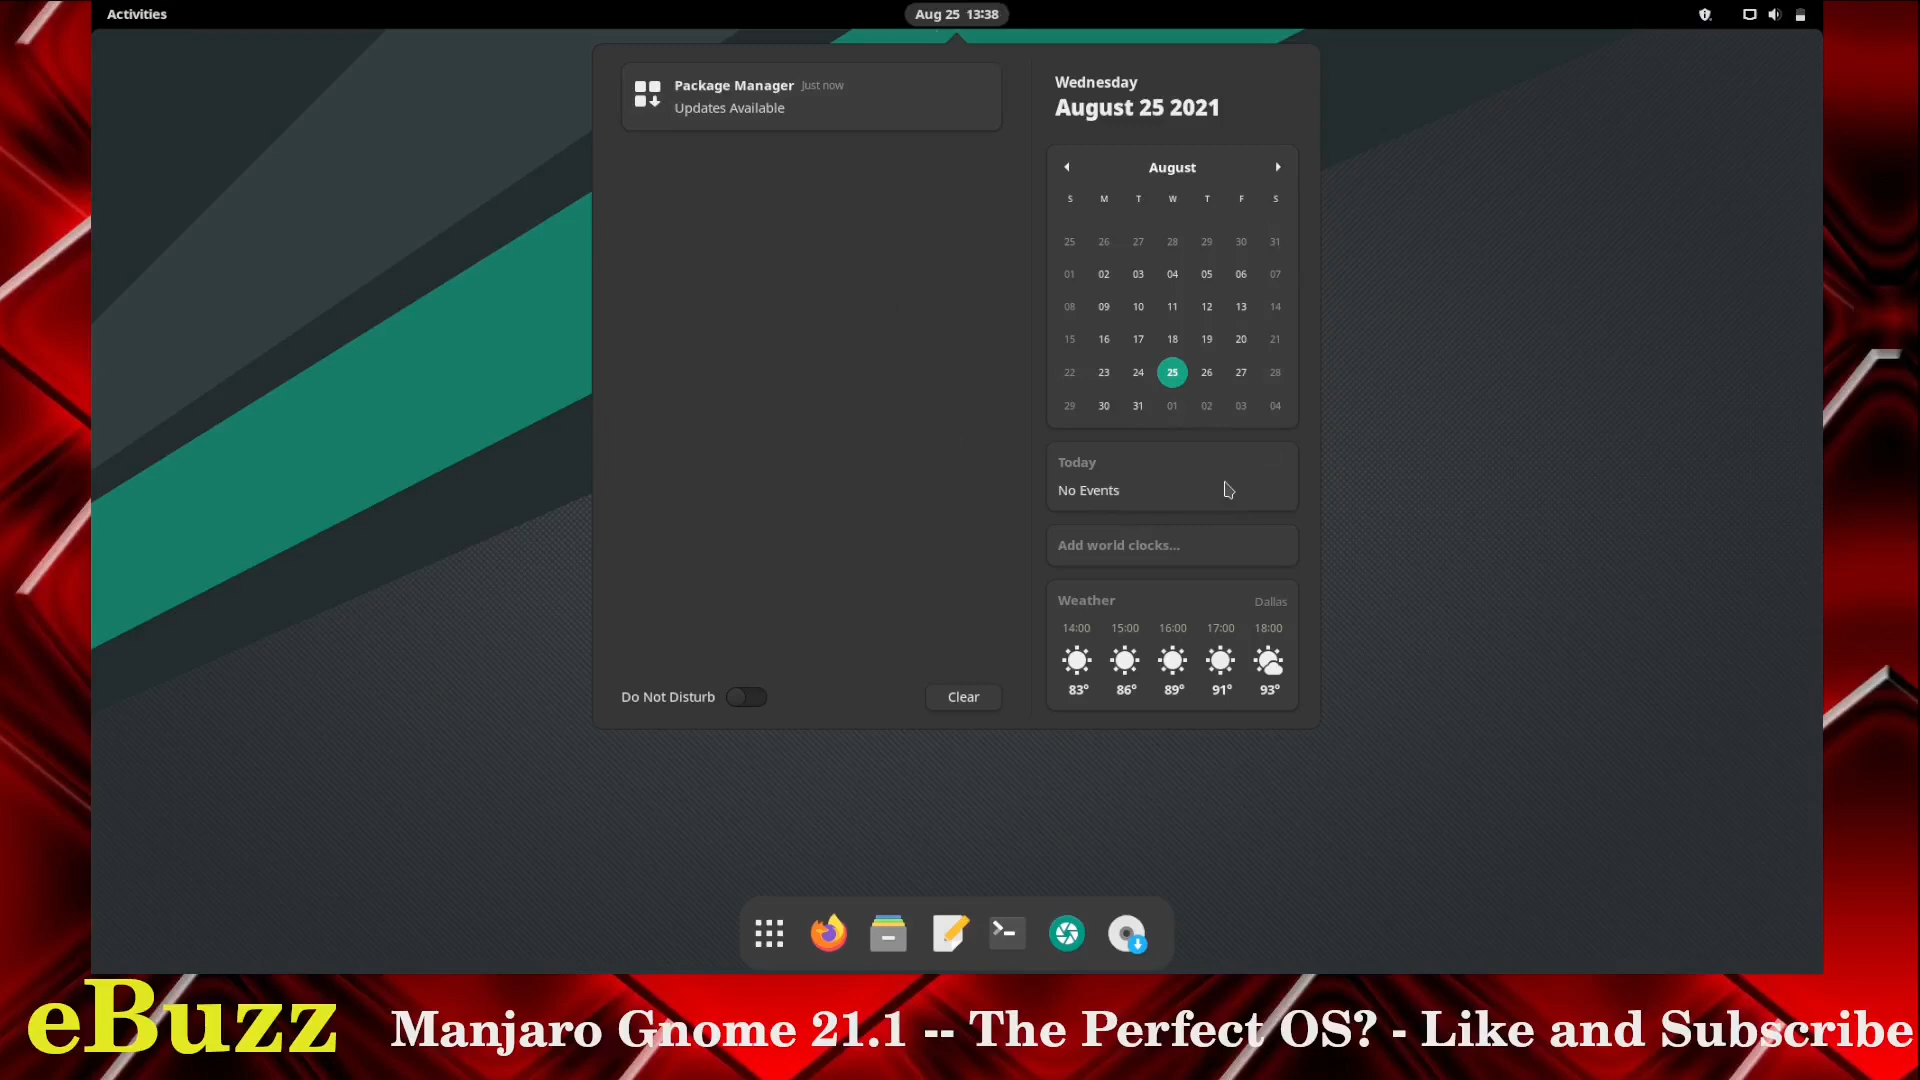 Activities
Aug 25 13:38
Package Manager Just now
Updates Available
Do Not Disturb
Clear
Wednesday
August 25 2021
August
S M T W T F S
25 26 27 28 29 30 31
01 02 03 04 05 06 07
08 09 10 11 12 13 14
15 16 17 18 19 20 21
22 23 24 25 26 27 28
29 30 31 01 02 03 04
Today
No Events
Add world clocks...
Weather Dallas
14:00 15:00 16:00 17:00 18:00
83° 86° 89° 91° 93°
eBuzz
Manjaro Gnome 21.1 -- The Perfect OS? - Like and Subscribe